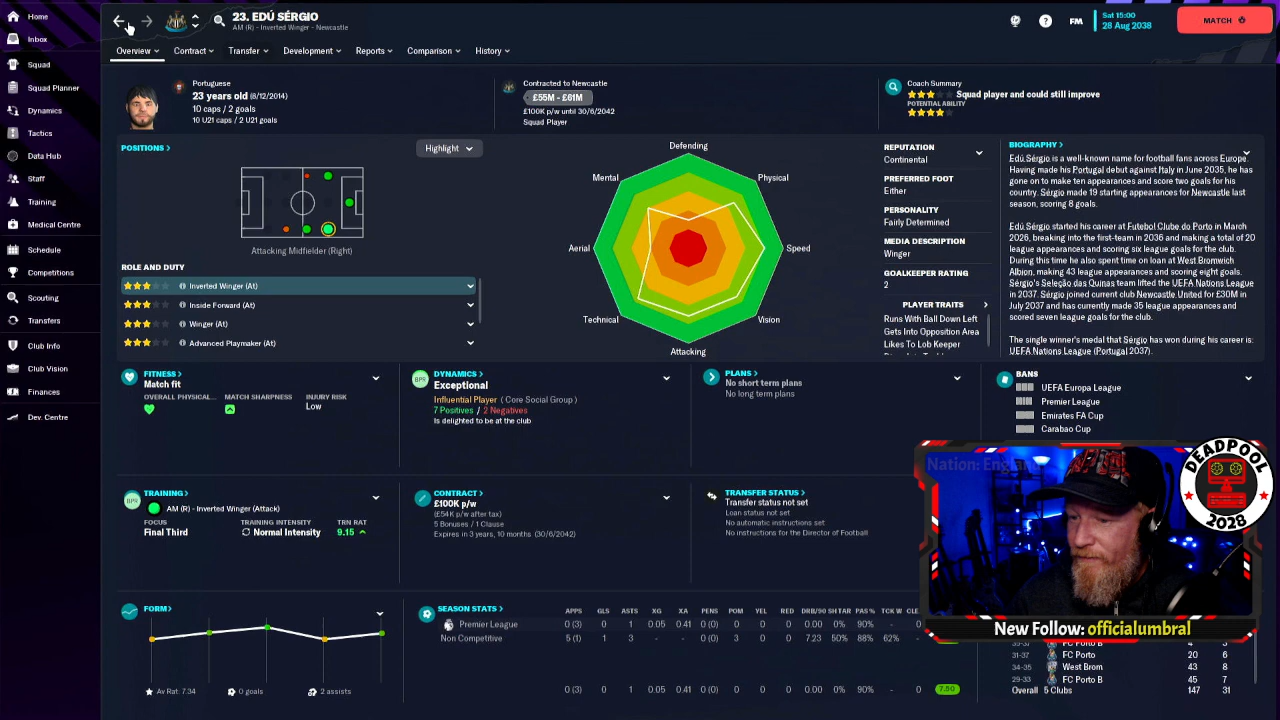 Home
Inbox
Squad
Squad Planner
Dynamics
Tactics
Data Hub
Staff
Training
Medical Centre
Schedule
Competitions
Scouting
Transfers
Club Info
Club Vision
Finances
Dev. Centre
23. EDÚ SÉRGIO
AM (R) - Inverted Winger - Newcastle
FM
Sat 15:00
28 Aug 2038
MATCH
Overview
Contract
Transfer
Development
Reports
Comparison
History
Portuguese
23 years old (8/12/2014)
10 caps / 2 goals
10 U21 caps / 2 U21 goals
Contracted to Newcastle
£55M - £61M
£100K p/w until 30/6/2042
Squad Player
Coach Summary
Squad player and could still improve
POTENTIAL ABILITY
POSITIONS
Highlight
Attacking Midfielder (Right)
ROLE AND DUTY
Inverted Winger (At)
Inside Forward (At)
Winger (At)
Advanced Playmaker (At)
Defending
Physical
Speed
Vision
Attacking
Technical
Aerial
Mental
REPUTATION
Continental
PREFERRED FOOT
Either
PERSONALITY
Fairly Determined
MEDIA DESCRIPTION
Winger
GOALKEEPER RATING
2
PLAYER TRAITS
Runs With Ball Down Left
Gets Into Opposition Area
Likes To Lob Keeper
BIOGRAPHY
Edú Sérgio is a well-known name for football fans across Europe.
Having made his Portugal debut against Italy in June 2035, he
has gone on to make ten appearances and score two goals for his
country. Sérgio made 19 starting appearances for Newcastle last
season, scoring 8 goals.
Edú Sérgio started his career at Futebol Clube do Porto in March
2026, breaking into the first-team in 2036 and making a total of 20
league appearances and scoring six league goals for the club.
During this time he also spent time on loan at West Bromwich
Albion, making 43 league appearances and scoring eight goals.
Sérgio's Seleção das Quinas team lifted the UEFA Nations League
in 2037. Sérgio joined current club Newcastle United for £30M in
July 2037 and has currently made 35 league appearances and
scored seven league goals for the club.
The single winner's medal that Sérgio has won during his career is:
UEFA Nations League (Portugal 2037).
FITNESS
Match fit
OVERALL PHYSICAL...
MATCH SHARPNESS
INJURY RISK
Low
BPR
DYNAMICS
Exceptional
Influential Player (Core Social Group)
7 Positives / 2 Negatives
Is delighted to be at the club
PLANS
No short term plans
No long term plans
BANS
UEFA Europa League
Premier League
Emirates FA Cup
Carabao Cup
Nation: England
DEADPOOL
2028
BPR
TRAINING
AM (R) - Inverted Winger (Attack)
FOCUS
Final Third
TRAINING INTENSITY
Normal Intensity
TRN RAT
9.15
CONTRACT
£100K p/w
(£54K p/w after tax)
5 Bonuses / 1 Clause
Expires in 3 years, 10 months (30/6/2042)
TRANSFER STATUS
Transfer status not set
Loan status not set
No automatic instructions set
No instructions for the Director of Football
FORM
Av Rat: 7.34
0 goals
2 assists
SEASON STATS
APPS GLS ASTS XG XA PENS POM YEL RED DRB/90 SH TAR PAS % TCK W CLE
Premier League 0 (3) 0 1 0.05 0.41 0 (0) 0 0 0 0.00 0% 90% - 0
Non Competitive 5 (1) 1 3 - - 0 (0) 3 0 0 7.23 50% 88% 62% -
0 (3) 0 1 0.05 0.41 0 (0) 0 0 0 0.00 0% 90% - 0 7.50
New Follow: officialumbral
FC Porto B
31-37 FC Porto 20 6
34-35 West Brom 43 8
29-33 FC Porto B 45 7
Overall 5 Clubs 147 31